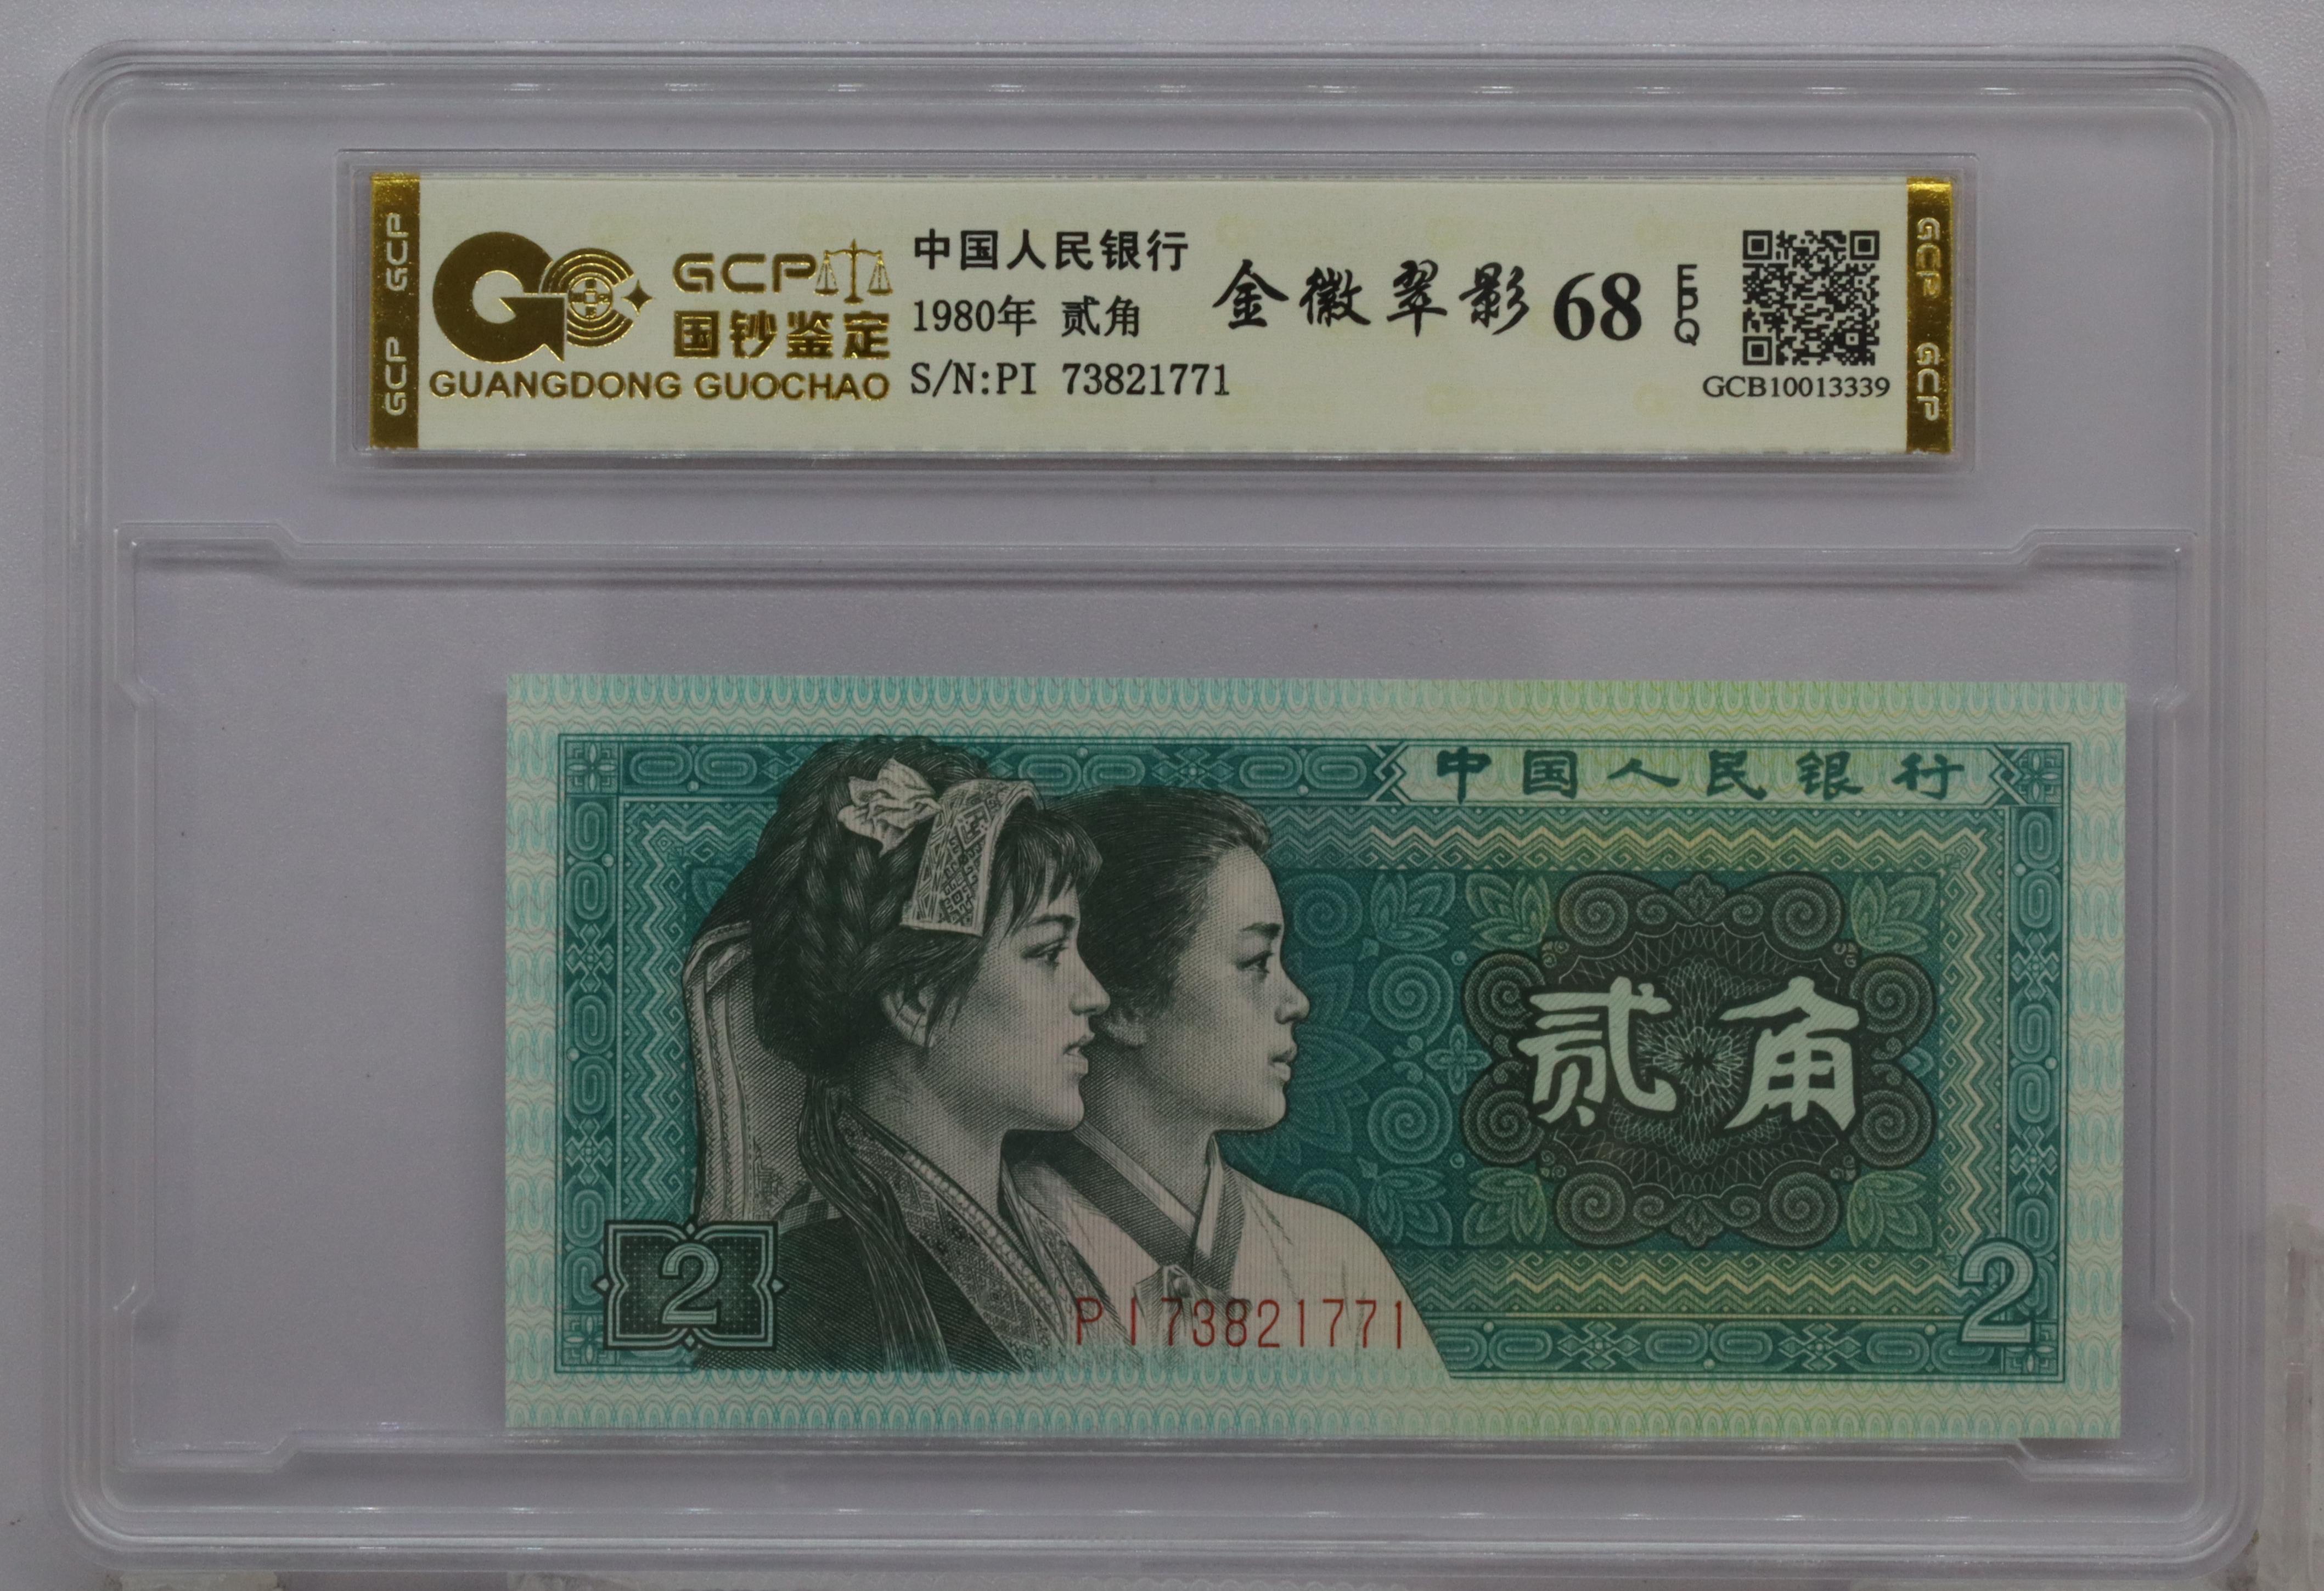 GCP GCP
GCP
国钞鉴定
GUANGDONG GUOCHAO
中国人民银行
1980年 贰角
S/N:PI 73821771
金徽翠影 68 EPQ
GCB10013339
GCP GCP
中国人民银行
贰角
2
PI73821771
2